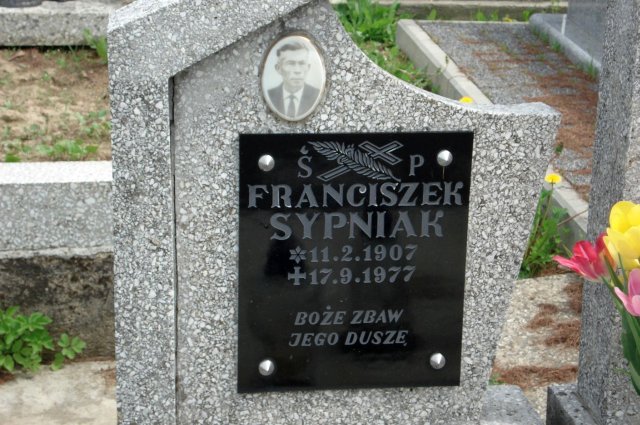 Ś P
FRANCISZEK
SYPNIAK
✲11.2.1907
✝17.9.1977
BOŻE ZBAW
JEGO DUSZĘ